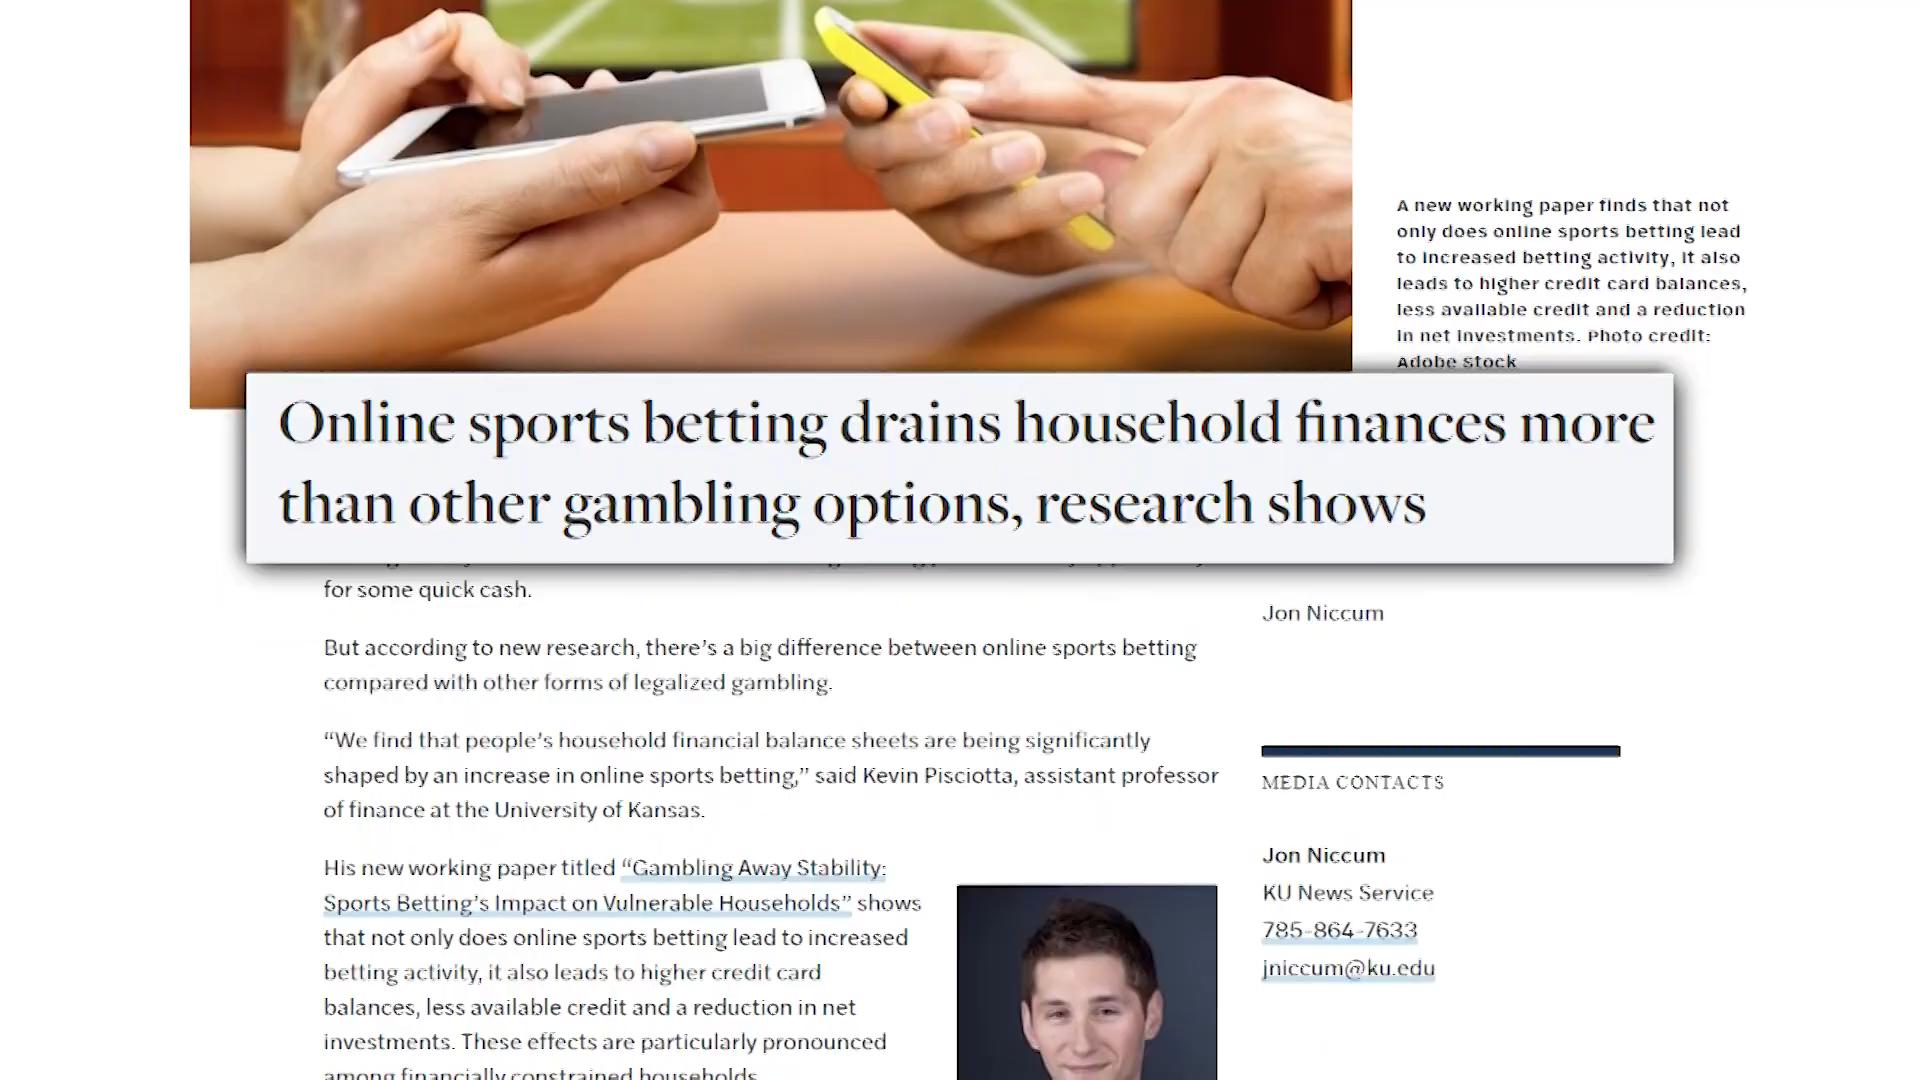 A new working paper finds that not
only does online sports betting lead
to increased betting activity, it also
leads to higher credit card balances,
less available credit and a reduction
in net investments. Photo credit:
Adobe Stock
Online sports betting drains household finances more
than other gambling options, research shows
for some quick cash.
But according to new research, there’s a big difference between online sports betting
compared with other forms of legalized gambling.
“We find that people’s household financial balance sheets are being significantly
shaped by an increase in online sports betting,” said Kevin Pisciotta, assistant professor
of finance at the University of Kansas.
His new working paper titled “Gambling Away Stability:
Sports Betting’s Impact on Vulnerable Households” shows
that not only does online sports betting lead to increased
betting activity, it also leads to higher credit card
balances, less available credit and a reduction in net
investments. These effects are particularly pronounced
among financially constrained households.
Jon Niccum
MEDIA CONTACTS
Jon Niccum
KU News Service
785-864-7633
jniccum@ku.edu